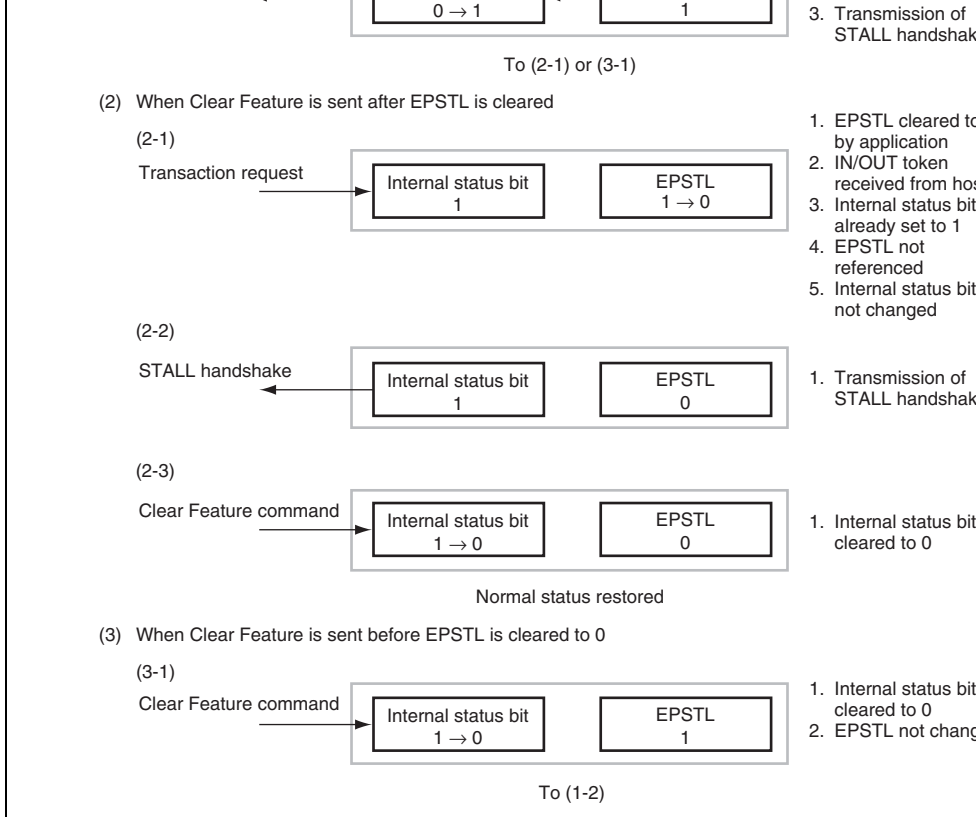 0 → 1
1
3. Transmission of
STALL
To (2-1) or (3-1)
(2) When Clear Feature is sent after EPSTL is cleared
(2-1)
Transaction request
Internal status bit
1
EPSTL
1 → 0
1. EPSTL cleared
by application
2. IN/OUT token
received from
3. Internal status bit
already set to 1
4. EPSTL not
referenced
5. Internal status bit
not changed
(2-2)
STALL handshake
Internal status bit
1
EPSTL
0
1. Transmission of
STALL
(2-3)
Clear Feature command
Internal status bit
1 → 0
EPSTL
0
1. Internal status bit
cleared to 0
Normal status restored
(3) When Clear Feature is sent before EPSTL is cleared to 0
(3-1)
Clear Feature command
Internal status bit
1 → 0
EPSTL
1
1. Internal status bit
cleared to 0
2. EPSTL not
To (1-2)